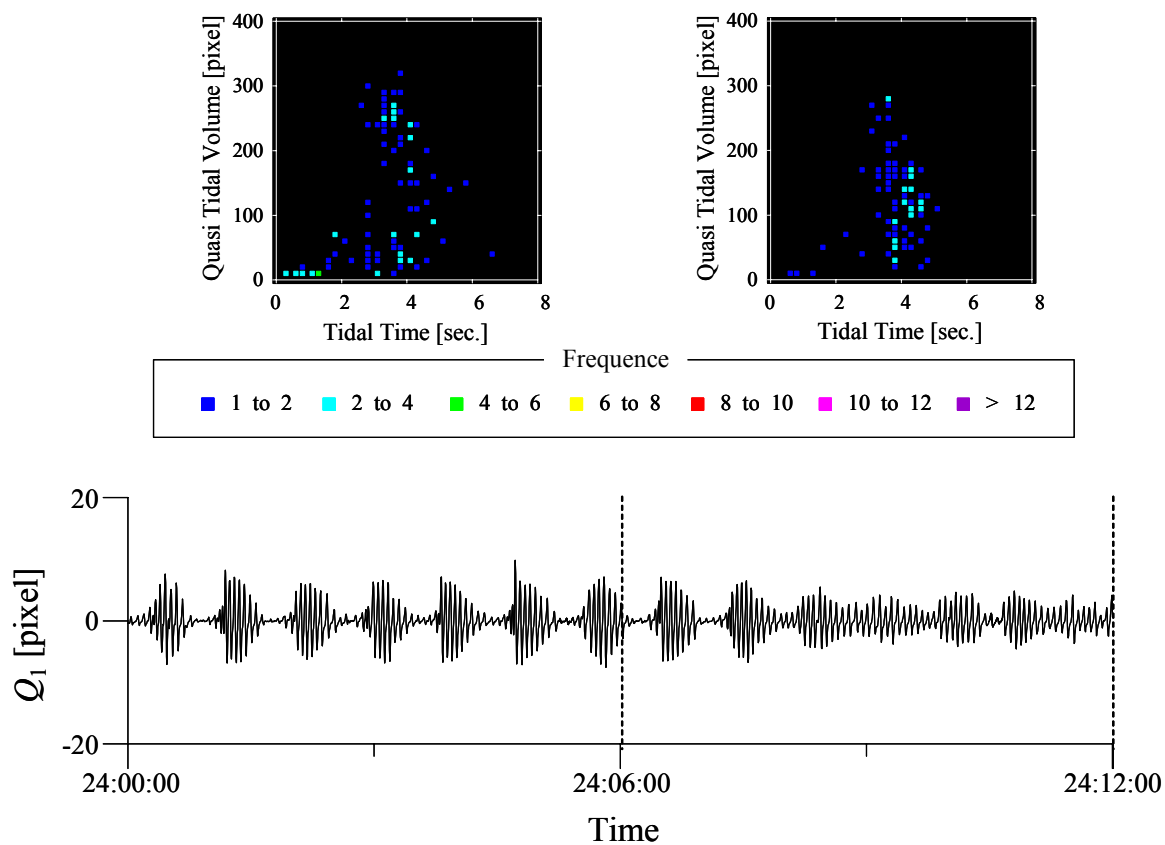 Quasi Tidal Volume [pixel]
400
300
200
100
0
0 2 4 6 8
Tidal Time [sec.]
Quasi Tidal Volume [pixel]
400
300
200
100
0
0 2 4 6 8
Tidal Time [sec.]
Frequence
1 to 2 2 to 4 4 to 6 6 to 8 8 to 10 10 to 12 > 12
Q1 [pixel]
20
0
-20
24:00:00 24:06:00 24:12:00
Time